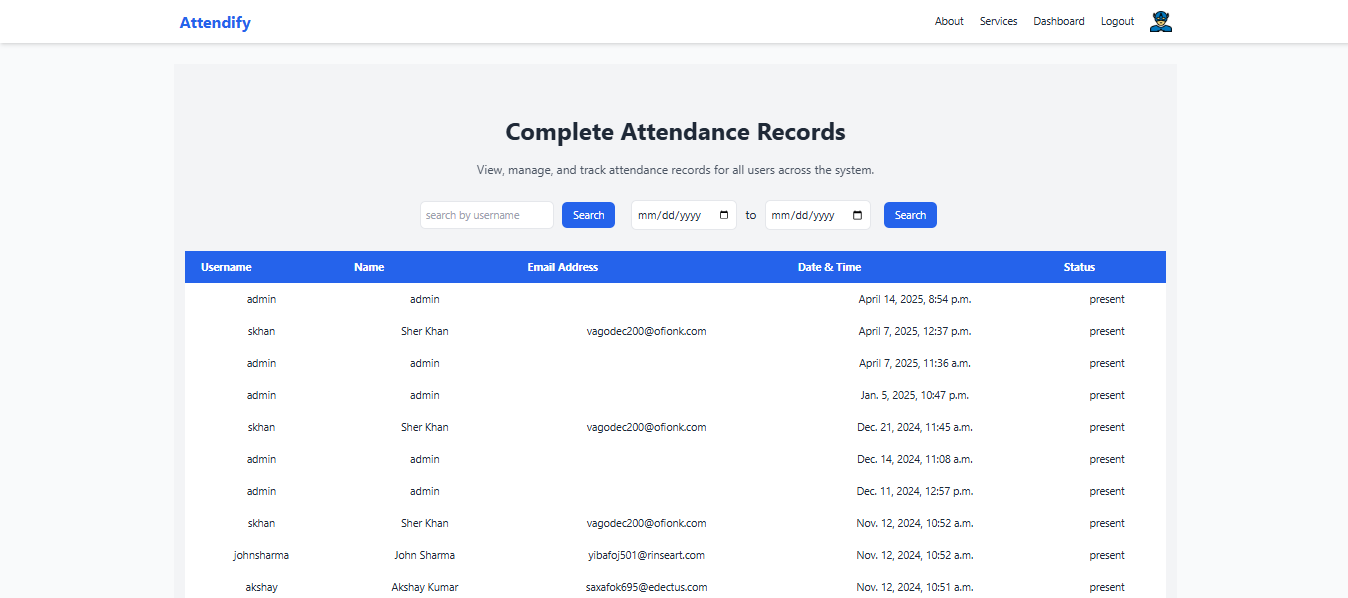 Attendify About Services Dashboard Logout
Complete Attendance Records
View, manage, and track attendance records for all users across the system.
search by username Search mm/dd/yyyy to mm/dd/yyyy Search
Username Name Email Address Date & Time Status
admin admin April 14, 2025, 8:54 p.m. present
skhan Sher Khan vagodec200@ofionk.com April 7, 2025, 12:37 p.m. present
admin admin April 7, 2025, 11:36 a.m. present
admin admin Jan. 5, 2025, 10:47 p.m. present
skhan Sher Khan vagodec200@ofionk.com Dec. 21, 2024, 11:45 a.m. present
admin admin Dec. 14, 2024, 11:08 a.m. present
admin admin Dec. 11, 2024, 12:57 p.m. present
skhan Sher Khan vagodec200@ofionk.com Nov. 12, 2024, 10:52 a.m. present
johnsharma John Sharma yibafoj501@rinseart.com Nov. 12, 2024, 10:52 a.m. present
akshay Akshay Kumar saxafok695@edectus.com Nov. 12, 2024, 10:51 a.m. present